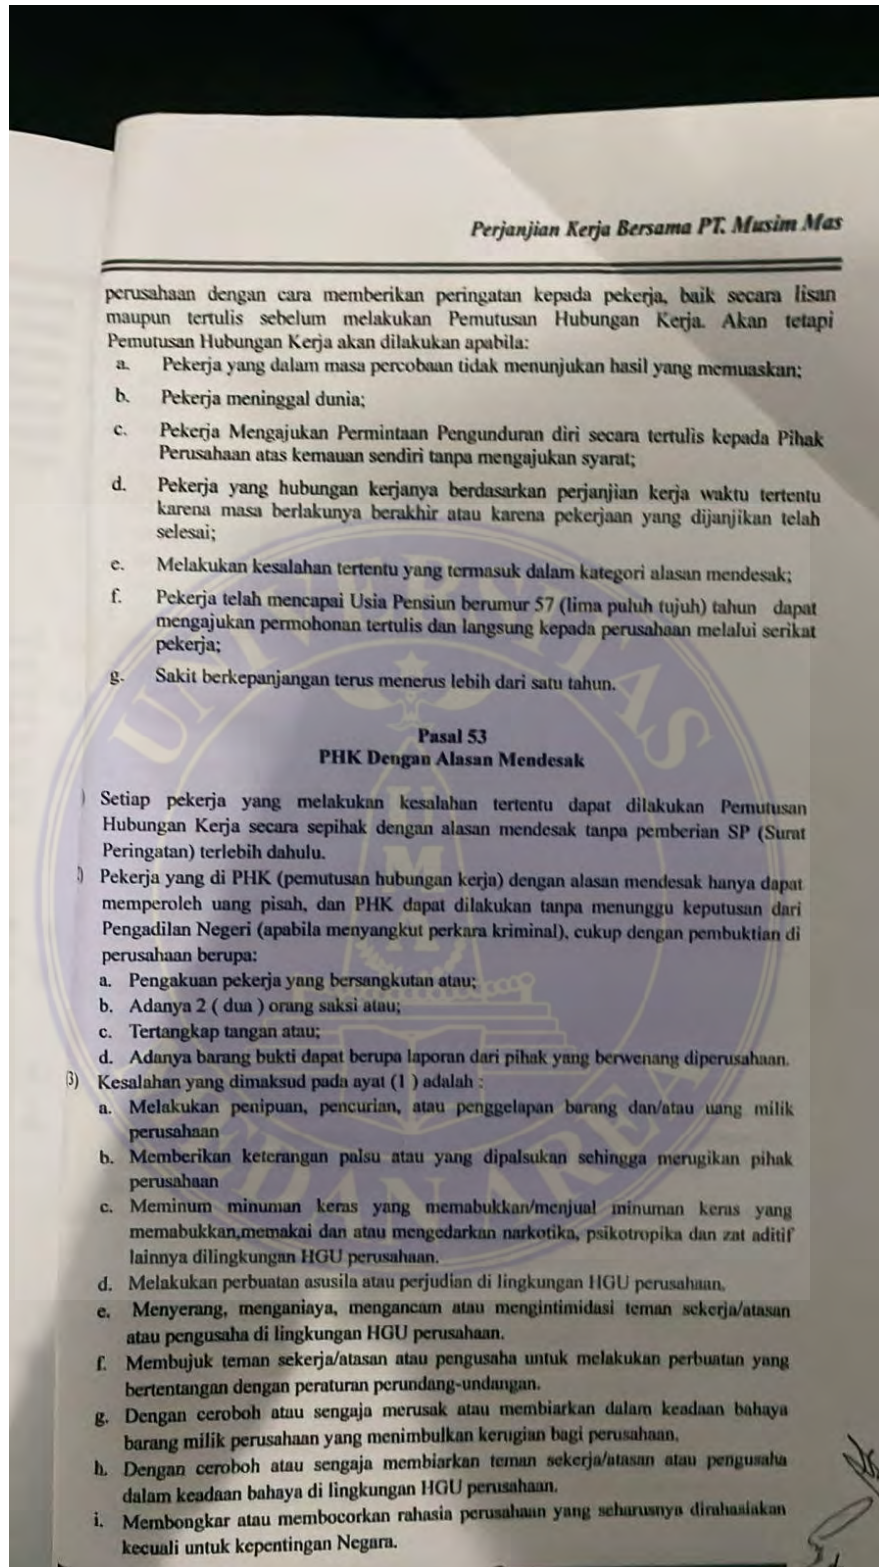 Perjanjian Kerja Bersama PT. Musim Mas
perusahaan dengan cara memberikan peringatan kepada pekerja, baik secara lisan
maupun tertulis sebelum melakukan Pemutusan Hubungan Kerja. Akan tetapi
Pemutusan Hubungan Kerja akan dilakukan apabila:
a. Pekerja yang dalam masa percobaan tidak menunjukan hasil yang memuaskan;
b. Pekerja meninggal dunia;
c. Pekerja Mengajukan Permintaan Pengunduran diri secara tertulis kepada Pihak
Perusahaan atas kemauan sendiri tanpa mengajukan syarat;
d. Pekerja yang hubungan kerjanya berdasarkan perjanjian kerja waktu tertentu
karena masa berlakunya berakhir atau karena pekerjaan yang dijanjikan telah
selesai;
e. Melakukan kesalahan tertentu yang termasuk dalam kategori alasan mendesak;
f. Pekerja telah mencapai Usia Pensiun berumur 57 (lima puluh tujuh) tahun dapat
mengajukan permohonan tertulis dan langsung kepada perusahaan melalui serikat
pekerja;
g. Sakit berkepanjangan terus menerus lebih dari satu tahun.
Pasal 53
PHK Dengan Alasan Mendesak
) Setiap pekerja yang melakukan kesalahan tertentu dapat dilakukan Pemutusan
Hubungan Kerja secara sepihak dengan alasan mendesak tanpa pemberian SP (Surat
Peringatan) terlebih dahulu.
) Pekerja yang di PHK (pemutusan hubungan kerja) dengan alasan mendesak hanya dapat
memperoleh uang pisah, dan PHK dapat dilakukan tanpa menunggu keputusan dari
Pengadilan Negeri (apabila menyangkut perkara kriminal), cukup dengan pembuktian di
perusahaan berupa:
a. Pengakuan pekerja yang bersangkutan atau;
b. Adanya 2 ( dua ) orang saksi atau;
c. Tertangkap tangan atau;
d. Adanya barang bukti dapat berupa laporan dari pihak yang berwenang diperusahaan.
(3) Kesalahan yang dimaksud pada ayat (1 ) adalah :
a. Melakukan penipuan, pencurian, atau penggelapan barang dan/atau uang milik
perusahaan
b. Memberikan keterangan palsu atau yang dipalsukan sehingga merugikan pihak
perusahaan
c. Meminum minuman keras yang memabukkan/menjual minuman keras yang
memabukkan,memakai dan atau mengedarkan narkotika, psikotropika dan zat aditif
lainnya dilingkungan HGU perusahaan.
d. Melakukan perbuatan asusila atau perjudian di lingkungan HGU perusahaan.
e. Menyerang, menganiaya, mengancam atau mengintimidasi teman sekerja/atasan
atau pengusaha di lingkungan HGU perusahaan.
f. Membujuk teman sekerja/atasan atau pengusaha untuk melakukan perbuatan yang
bertentangan dengan peraturan perundang-undangan.
g. Dengan ceroboh atau sengaja merusak atau membiarkan dalam keadaan bahaya
barang milik perusahaan yang menimbulkan kerugian bagi perusahaan.
h. Dengan ceroboh atau sengaja membiarkan teman sekerja/atasan atau pengusaha
dalam keadaan bahaya di lingkungan HGU perusahaan.
i. Membongkar atau membocorkan rahasia perusahaan yang seharusnya dirahasiakan
kecuali untuk kepentingan Negara.
UNIVERSITAS
MEDAN AREA